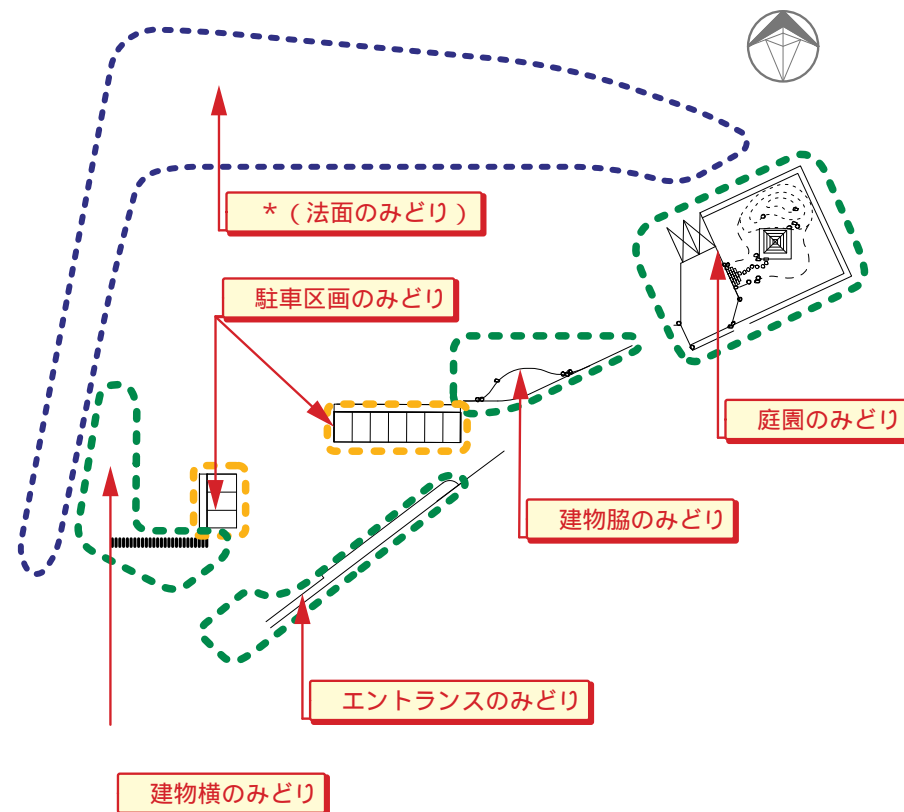 *（法面のみどり）
駐車区画のみどり
庭園のみどり
建物脇のみどり
エントランスのみどり
建物横のみどり